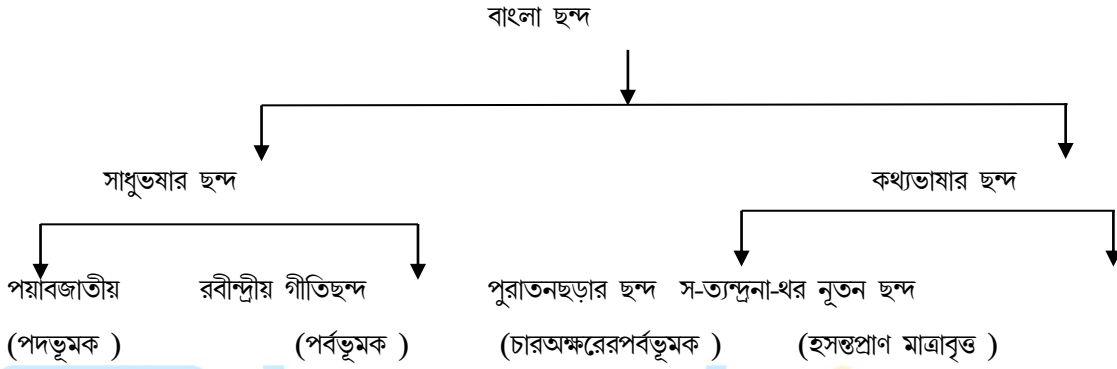 বাংলা ছন্দ
সাধুভষার ছন্দ কথ্যভাষার ছন্দ
পয়াবজাতীয় রবীন্দ্রীয় গীতিছন্দ পুরাতনছড়ার ছন্দ স-ত্যন্দ্রনা-থর নূতন ছন্দ
(পদভূমক ) (পর্বভূমক ) (চারঅক্ষরেরপর্বভূমক ) (হসন্তপ্রাণ মাত্রাবৃত্ত )